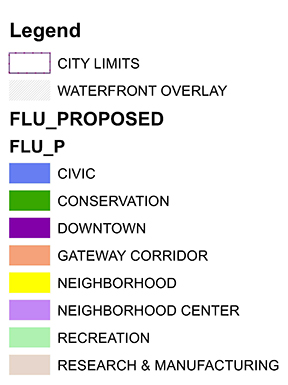 Legend
CITY LIMITS
WATERFRONT OVERLAY
FLU_PROPOSED
FLU_P
CIVIC
CONSERVATION
DOWNTOWN
GATEWAY CORRIDOR
NEIGHBORHOOD
NEIGHBORHOOD CENTER
RECREATION
RESEARCH & MANUFACTURING